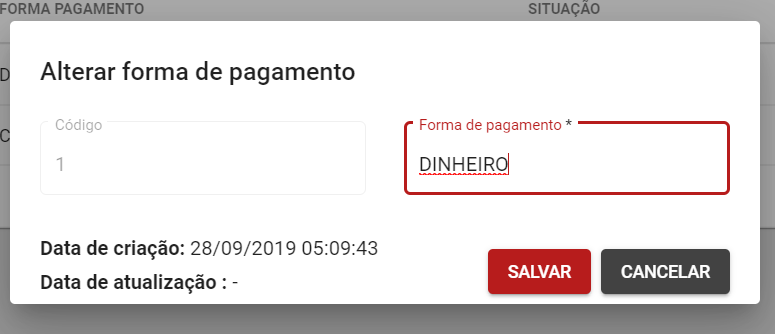 FORMA PAGAMENTO SITUAÇÃO
Alterar forma de pagamento
D
Código Forma de pagamento *
C
1 DINHEIRO
Data de criação: 28/09/2019 05:09:43
SALVAR CANCELAR
Data de atualização : -